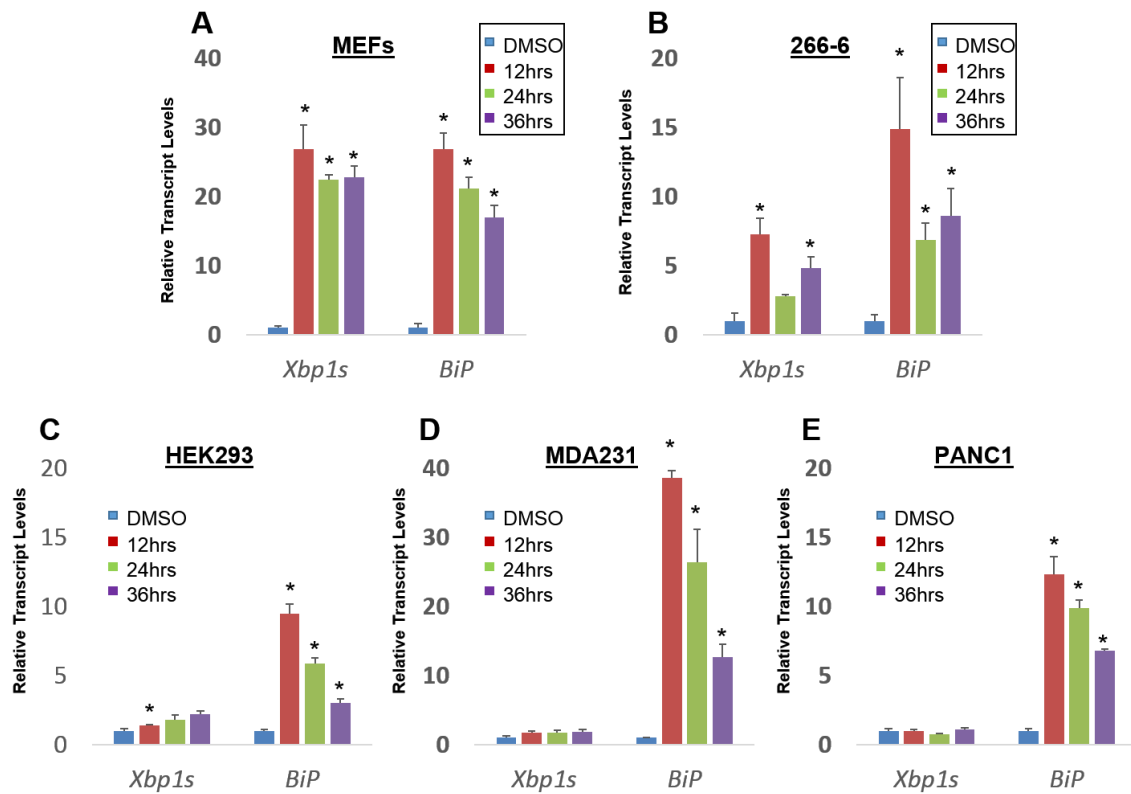 A
MEFs
DMSO
12hrs
24hrs
36hrs
Relative Transcript Levels
40
30
20
10
0
* * * * * *
Xbp1s BiP
B
266-6
DMSO
12hrs
24hrs
36hrs
Relative Transcript Levels
20
15
10
5
0
* * * * *
Xbp1s BiP
C
HEK293
DMSO
12hrs
24hrs
36hrs
Relative Transcript Levels
20
15
10
5
0
* * * *
Xbp1s BiP
D
MDA231
DMSO
12hrs
24hrs
36hrs
Relative Transcript Levels
40
30
20
10
0
* * *
Xbp1s BiP
E
PANC1
DMSO
12hrs
24hrs
36hrs
Relative Transcript Levels
20
15
10
5
0
* * *
Xbp1s BiP